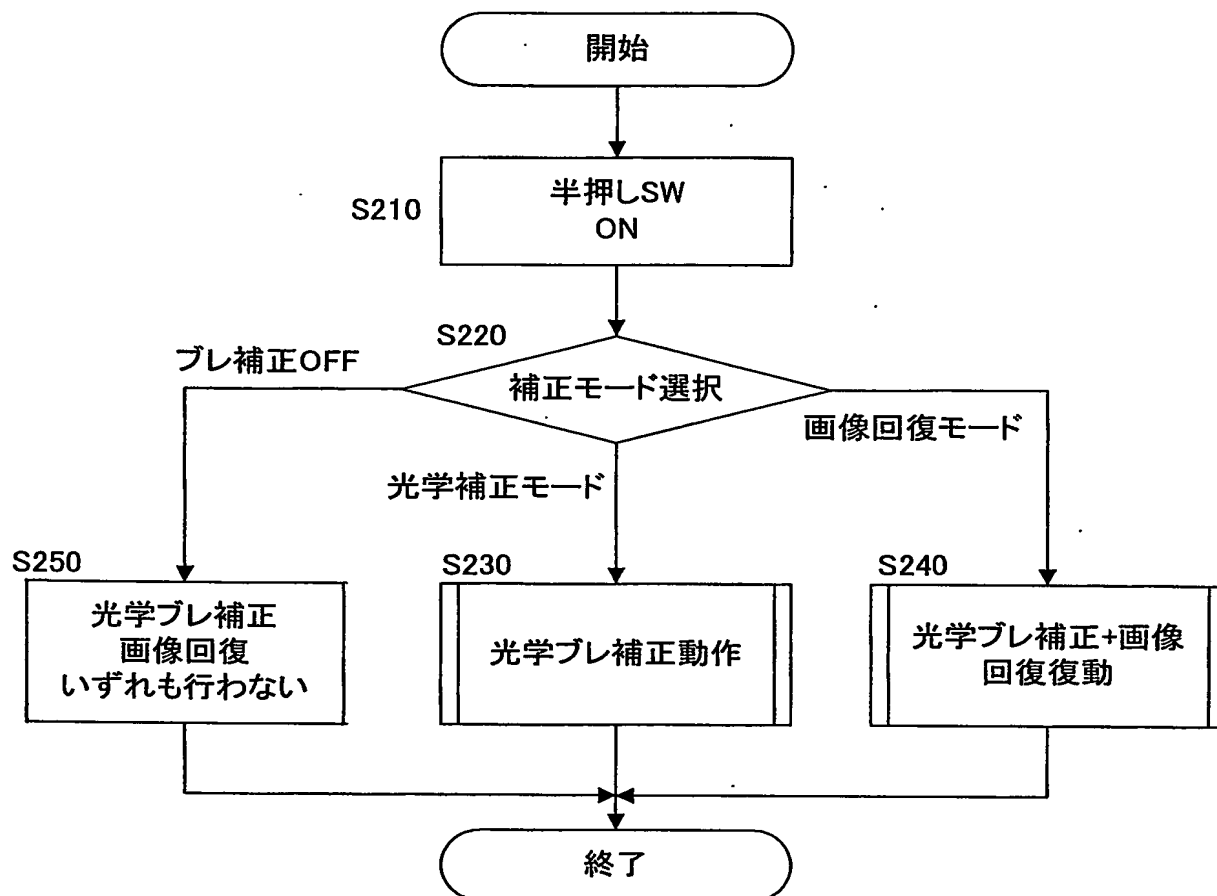 開始
S210
半押しSW
ON
S220
補正モード選択
ブレ補正OFF
画像回復モード
光学補正モード
S250
光学ブレ補正
画像回復
いずれも行わない
S230
光学ブレ補正動作
S240
光学ブレ補正+画像
回復復動
終了